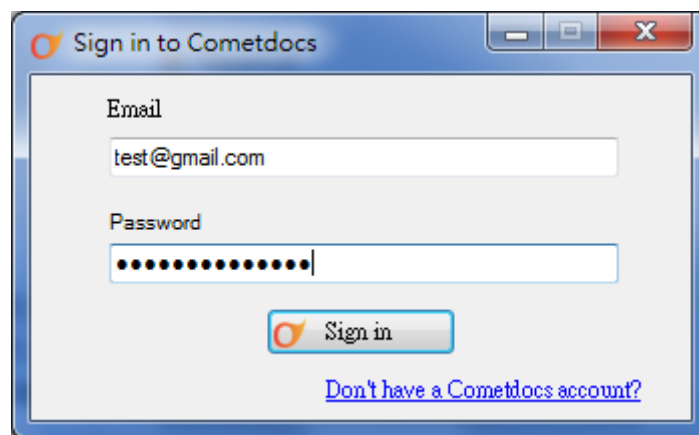 Sign in to Cometdocs
Email
test@gmail.com
Password
••••••••••••••
Sign in
Don't have a Cometdocs account?